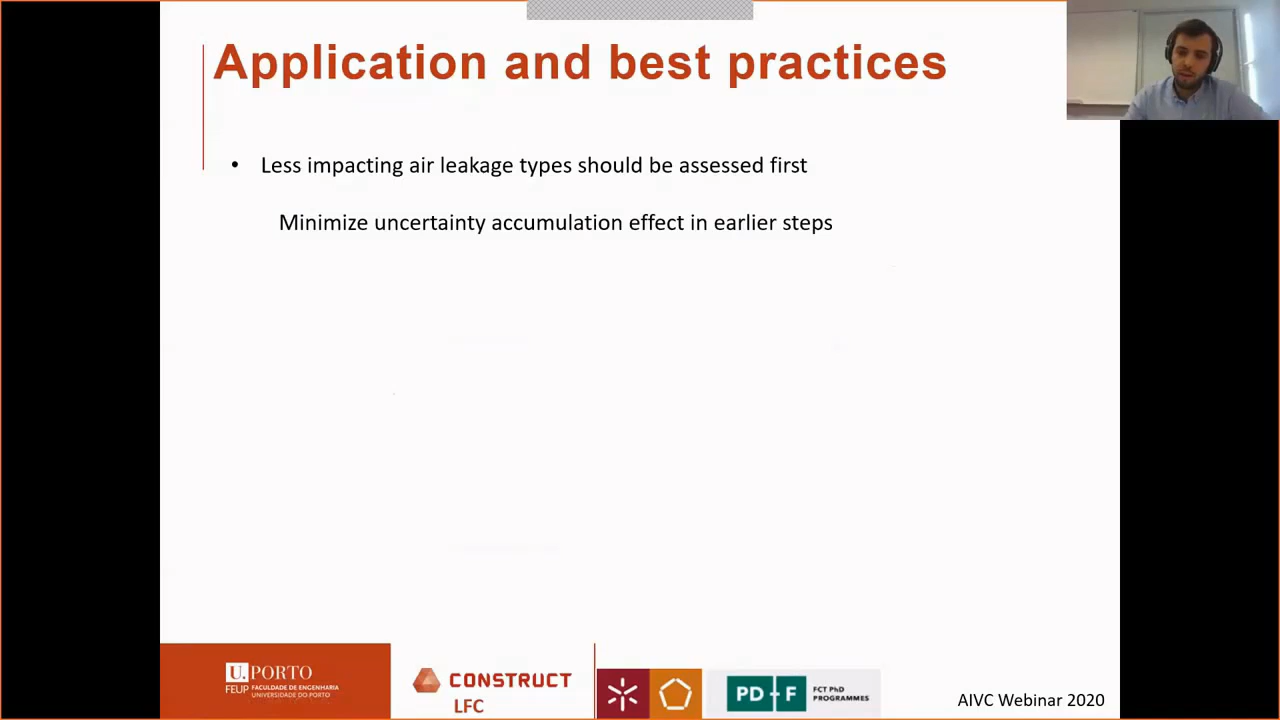 Application and best practices
• Less impacting air leakage types should be assessed first
Minimize uncertainty accumulation effect in earlier steps
U. PORTO
FEUP FACULDADE DE ENGENHARIA
UNIVERSIDADE DO PORTO
CONSTRUCT
LFC
PD+F
FCT PhD
PROGRAMMES
AIVC Webinar 2020